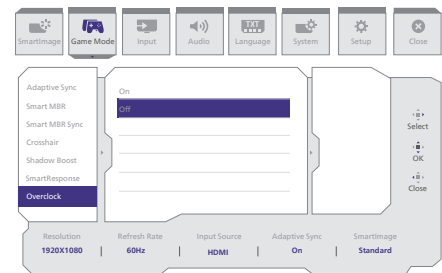 SmartImage
Game Mode
Input
Audio
TXT
Language
System
Setup
Close
Adaptive Sync
Smart MBR
Smart MBR Sync
Crosshair
Shadow Boost
SmartResponse
Overclock
On
Off
Select
OK
Close
Resolution
Refresh Rate
Input Source
Adaptive Sync
SmartImage
1920X1080 | 60Hz | HDMI | On | Standard